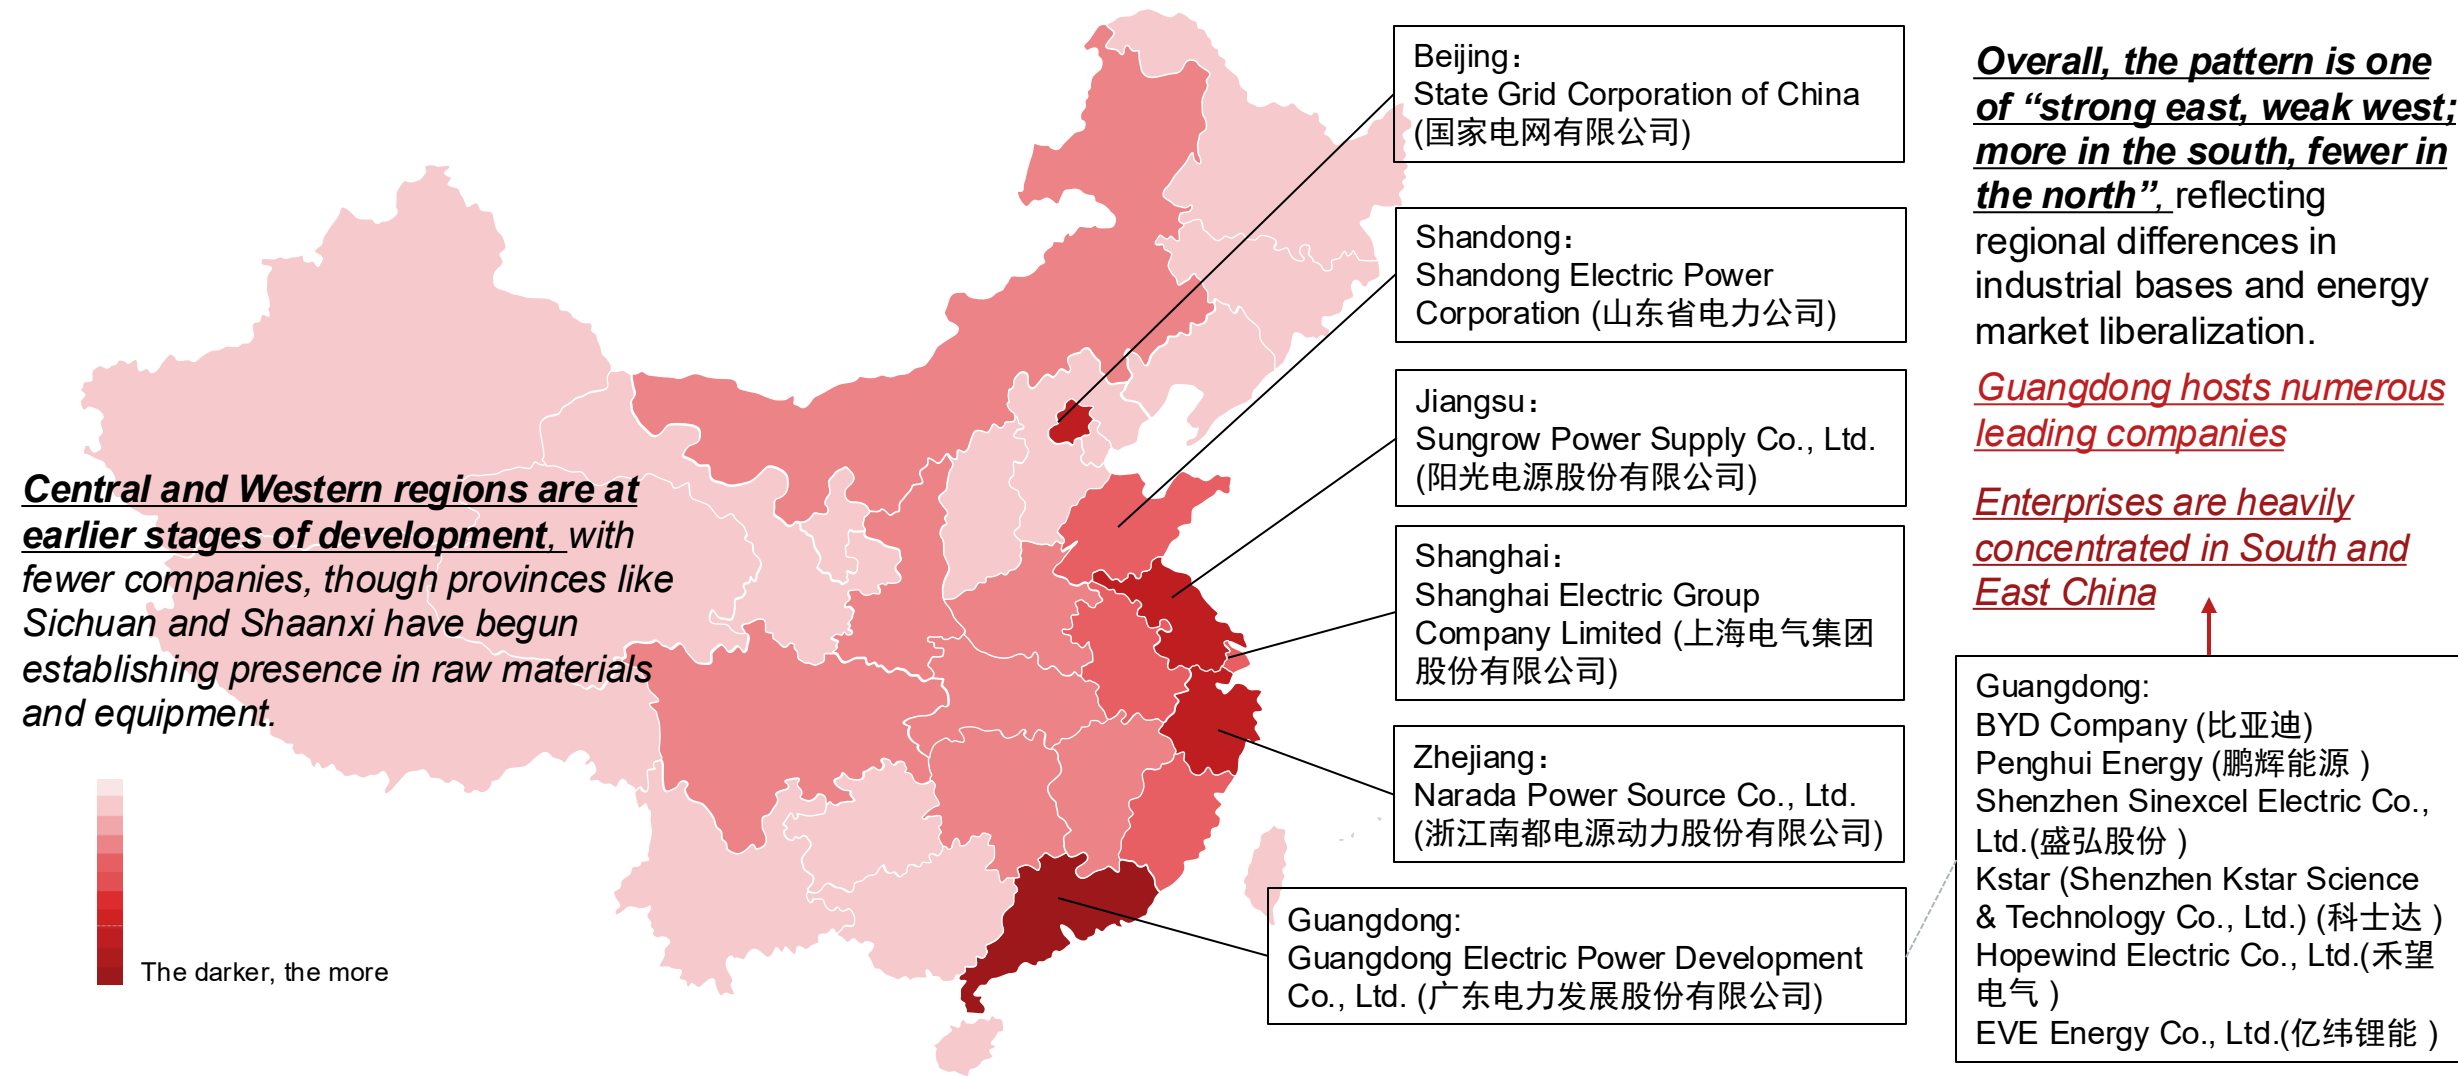 Central and Western regions are at
earlier stages of development, with
fewer companies, though provinces like
Sichuan and Shaanxi have begun
establishing presence in raw materials
and equipment.
The darker, the more
Beijing：
State Grid Corporation of China
(国家电网有限公司)
Shandong：
Shandong Electric Power
Corporation (山东省电力公司)
Jiangsu：
Sungrow Power Supply Co., Ltd.
(阳光电源股份有限公司)
Shanghai：
Shanghai Electric Group
Company Limited (上海电气集团
股份有限公司)
Zhejiang：
Narada Power Source Co., Ltd.
(浙江南都电源动力股份有限公司)
Guangdong:
Guangdong Electric Power Development
Co., Ltd. (广东电力发展股份有限公司)
Overall, the pattern is one
of “strong east, weak west;
more in the south, fewer in
the north”, reflecting
regional differences in
industrial bases and energy
market liberalization.
Guangdong hosts numerous
leading companies
Enterprises are heavily
concentrated in South and
East China
Guangdong:
BYD Company (比亚迪)
Penghui Energy (鹏辉能源 )
Shenzhen Sinexcel Electric Co.,
Ltd.(盛弘股份 )
Kstar (Shenzhen Kstar Science
& Technology Co., Ltd.) (科士达 )
Hopewind Electric Co., Ltd.(禾望
电气 )
EVE Energy Co., Ltd.(亿纬锂能 )